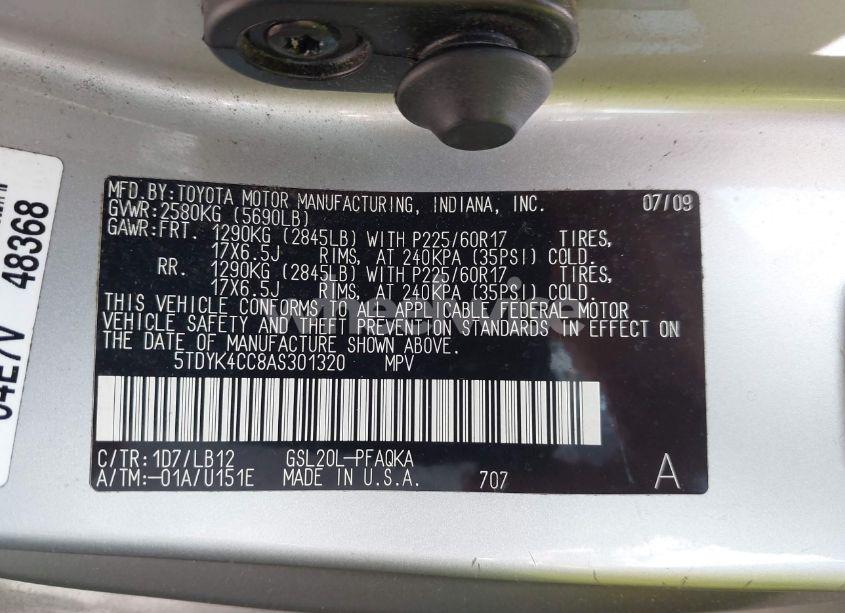 MFD.BY:TOYOTA MOTOR MANUFACTURING, INDIANA, INC. 07/09
GVWR:2580KG (5690LB)
GAWR:FRT. 1290KG (2845LB) WITH P225/60R17 TIRES,
17X6.5J RIMS, AT 240KPA (35PSI) COLD.
RR. 1290KG (2845LB) WITH P225/60R17 TIRES,
17X6.5J RIMS, AT 240KPA (35PSI) COLD.
THIS VEHICLE CONFORMS TO ALL APPLICABLE FEDERAL MOTOR
VEHICLE SAFETY AND THEFT PREVENTION STANDARDS IN EFFECT ON
THE DATE OF MANUFACTURE SHOWN ABOVE.
5TDYK4CC8AS301320 MPV
C/TR:1D7/LB12 GSL20L-PFAQKA
A/TM:-01A/U151E MADE IN U.S.A. 707 A
48368